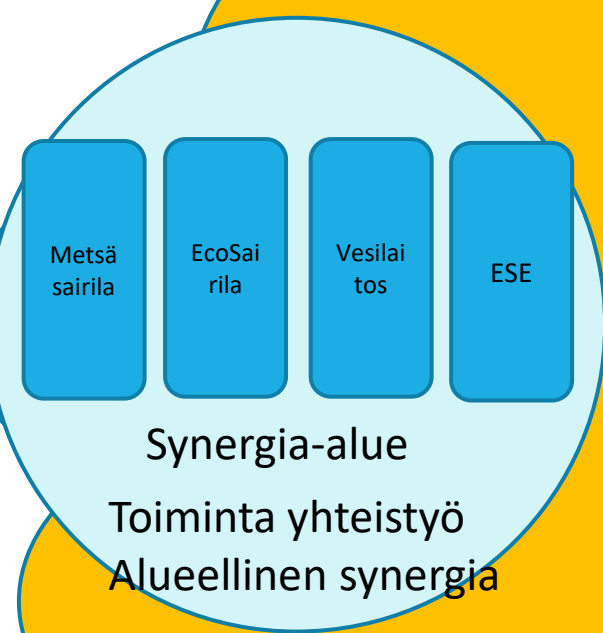 Metsä
sairila
EcoSai
rila
Vesilai
tos
ESE
Synergia-alue
Toiminta yhteistyö
Alueellinen synergia